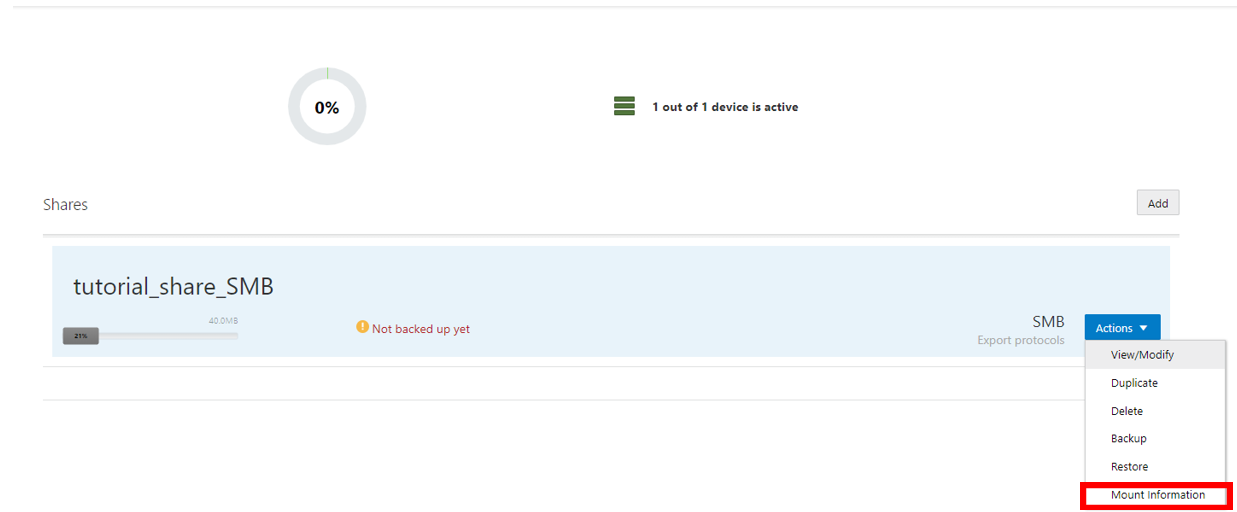 0%
1 out of 1 device is active
Shares
Add
tutorial_share_SMB
40.0MB
21%
Not backed up yet
SMB
Export protocols
Actions
View/Modify
Duplicate
Delete
Backup
Restore
Mount Information